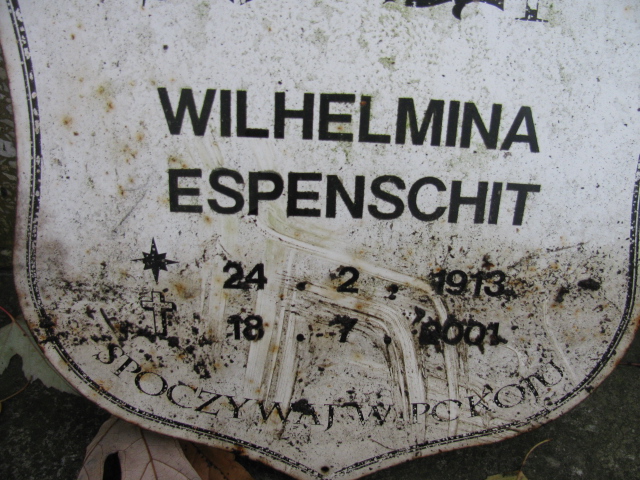 WILHELMINA
ESPENSCHIT
24 . 2 . 1913
18 . 7 . 2001
SPOCZYWAJ W POKOJU